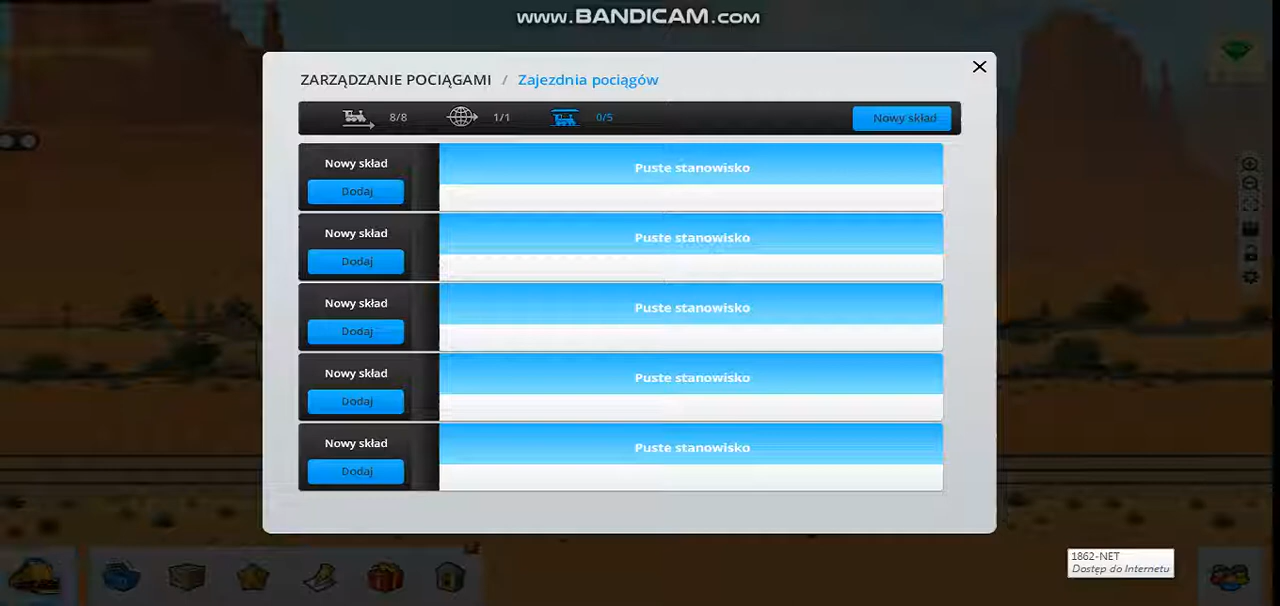 www.BANDICAM.com
ZARZĄDZANIE POCIĄGAMI / Zajezdnia pociągów
8/8 1/1 0/5 Nowy skład
Nowy skład
Puste stanowisko
Dodaj
Nowy skład
Puste stanowisko
Dodaj
Nowy skład
Puste stanowisko
Dodaj
Nowy skład
Puste stanowisko
Dodaj
Nowy skład
Puste stanowisko
Dodaj
1862-NET
Dostęp do Internetu